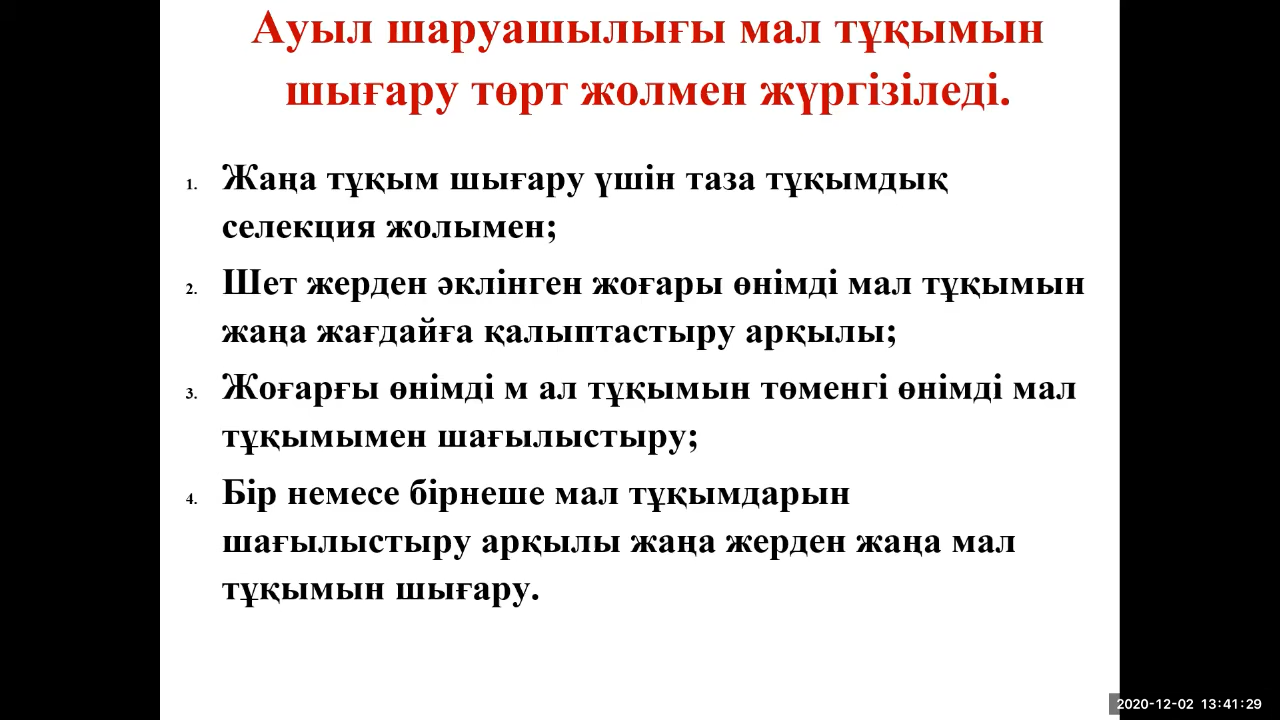 Ауыл шаруашылығы мал тұқымын
шығару төрт жолмен жүргізіледі.
1. Жаңа тұқым шығару үшін таза тұқымдық
селекция жолымен;
2. Шет жерден әклінген жоғары өнімді мал тұқымын
жаңа жағдайға қалыптастыру арқылы;
3. Жоғарғы өнімді м ал тұқымын төменгі өнімді мал
тұқымымен шағылыстыру;
4. Бір немесе бірнеше мал тұқымдарын
шағылыстыру арқылы жаңа жерден жаңа мал
тұқымын шығару.
2020-12-02 13:41:29